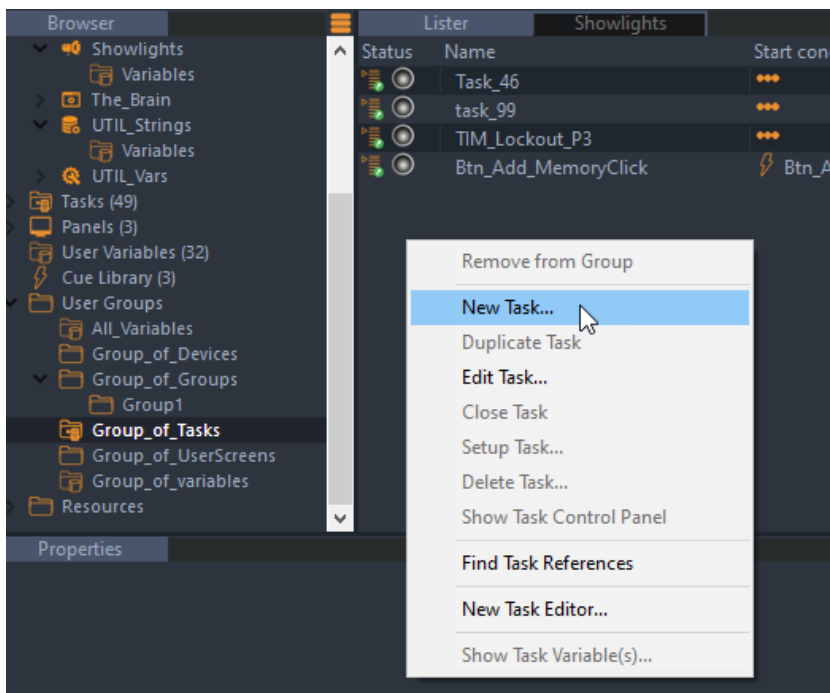 Browser
Showlights
Variables
The_Brain
UTIL_Strings
Variables
UTIL_Vars
Tasks (49)
Panels (3)
User Variables (32)
Cue Library (3)
User Groups
All_Variables
Group_of_Devices
Group_of_Groups
Group1
Group_of_Tasks
Group_of_UserScreens
Group_of_variables
Resources
Properties
Lister Showlights
Status Name Start con
Task_46
task_99
TIM_Lockout_P3
Btn_Add_MemoryClick Btn_A
Remove from Group
New Task...
Duplicate Task
Edit Task...
Close Task
Setup Task...
Delete Task...
Show Task Control Panel
Find Task References
New Task Editor...
Show Task Variable(s)...